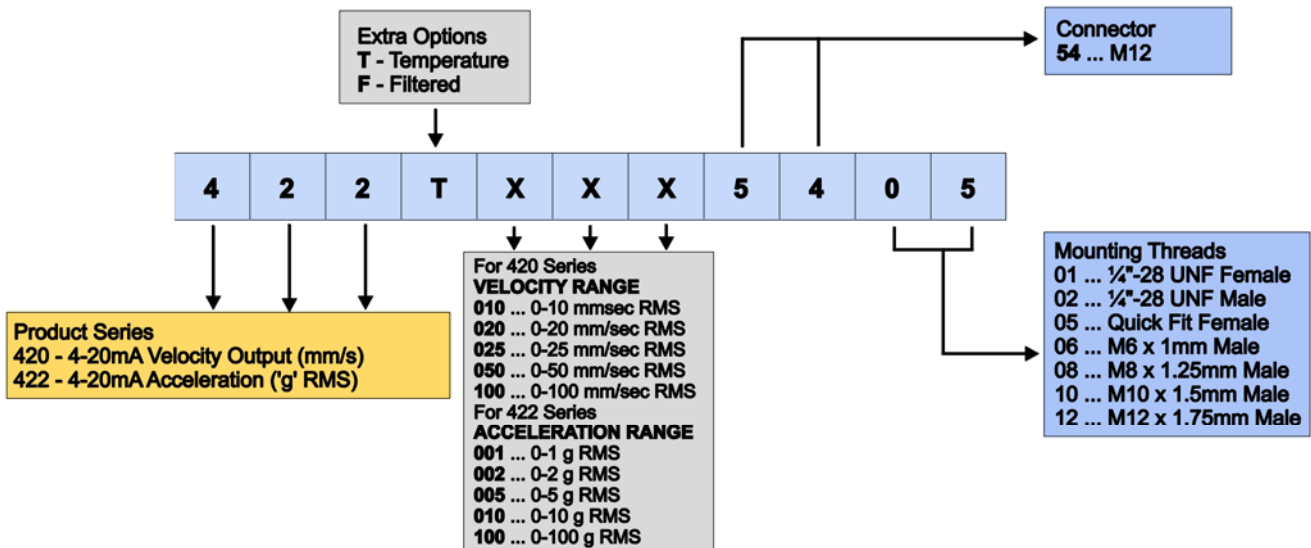 Extra Options
T - Temperature
F - Filtered
Connector
54 ... M12
4 2 2 T X X X 5 4 0 5
Product Series
420 - 4-20mA Velocity Output (mm/s)
422 - 4-20mA Acceleration ('g' RMS)
For 420 Series
VELOCITY RANGE
010 ... 0-10 mmsec RMS
020 ... 0-20 mm/sec RMS
025 ... 0-25 mm/sec RMS
050 ... 0-50 mm/sec RMS
100 ... 0-100 mm/sec RMS
For 422 Series
ACCELERATION RANGE
001 ... 0-1 g RMS
002 ... 0-2 g RMS
005 ... 0-5 g RMS
010 ... 0-10 g RMS
100 ... 0-100 g RMS
Mounting Threads
01 ... ¼"-28 UNF Female
02 ... ¼"-28 UNF Male
05 ... Quick Fit Female
06 ... M6 x 1mm Male
08 ... M8 x 1.25mm Male
10 ... M10 x 1.5mm Male
12 ... M12 x 1.75mm Male